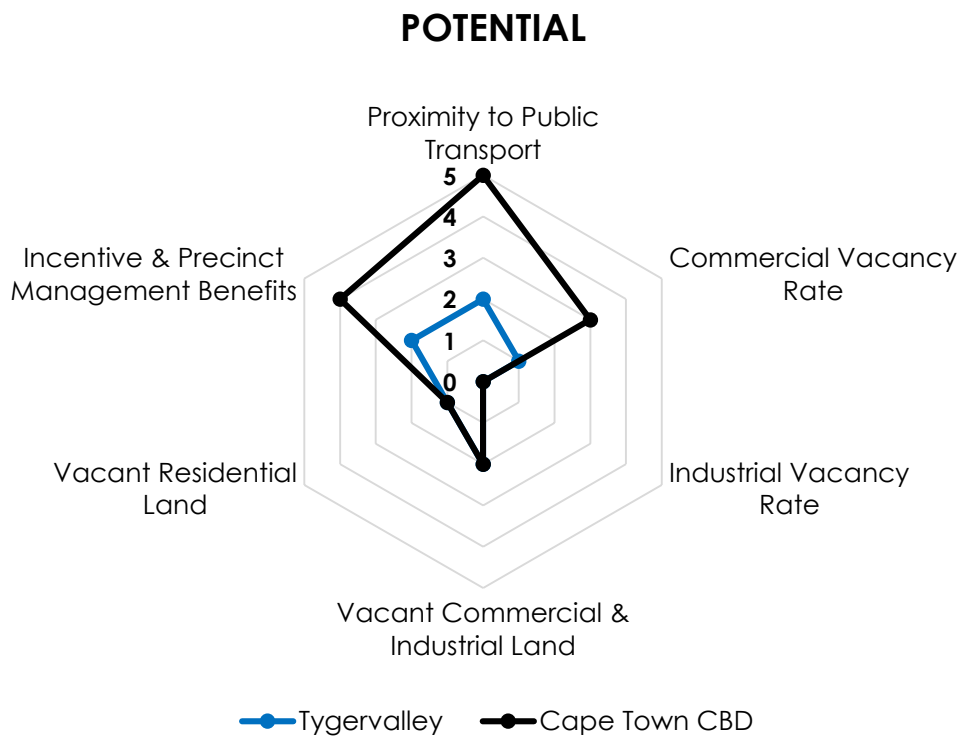 POTENTIAL
Proximity to Public
Transport
5
4
3
2
1
0
Incentive & Precinct
Management Benefits
Commercial Vacancy
Rate
Vacant Residential
Land
Industrial Vacancy
Rate
Vacant Commercial &
Industrial Land
Tygervalley
Cape Town CBD